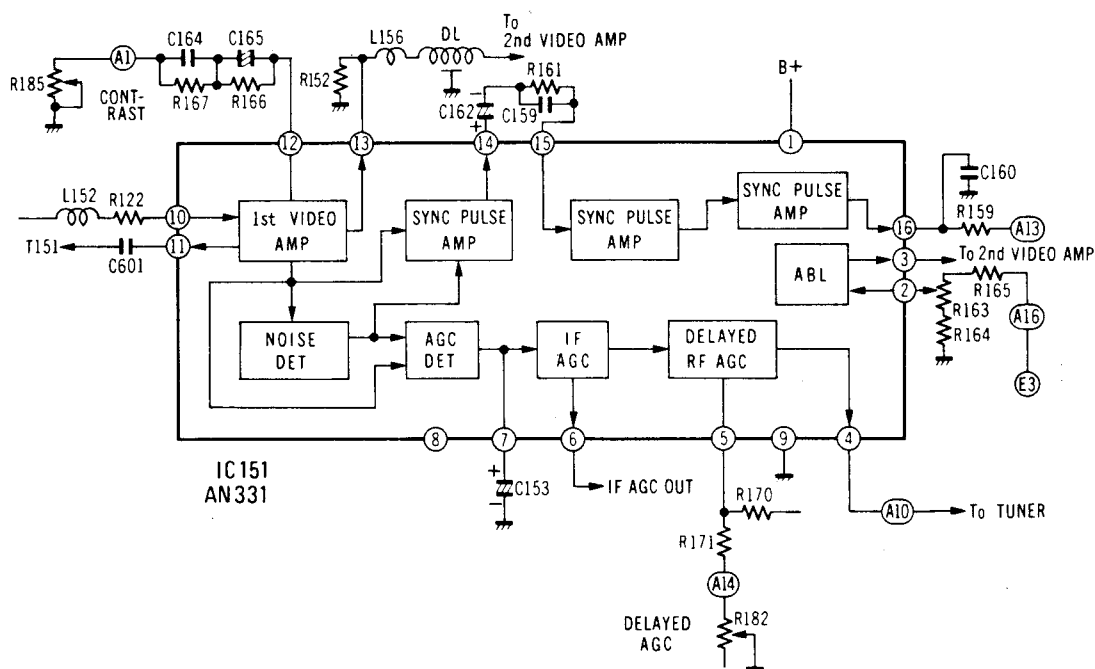 To
2nd VIDEO AMP
C164
C165
A1
L156
DL
R185
R167
R166
CONT-
RAST
R152
R161
C162
C159
B+
-
+
12
13
14
15
1
L152
R122
10
T151
C601
11
1st VIDEO
AMP
SYNC PULSE
AMP
SYNC PULSE
AMP
SYNC PULSE
AMP
C160
R159
A13
16
3
To 2nd VIDEO AMP
ABL
2
R165
R163
R164
A16
E3
NOISE
DET
AGC
DET
IF
AGC
DELAYED
RF AGC
8
7
6
5
9
4
IC151
AN331
+
-
C153
IF AGC OUT
R170
A10
To TUNER
R171
A14
R182
DELAYED
AGC